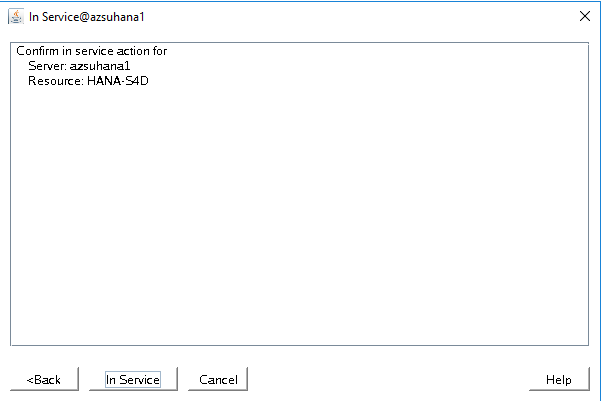 In Service@azsuhana1
Confirm in service action for
Server: azsuhana1
Resource: HANA-S4D
<Back
In Service
Cancel
Help